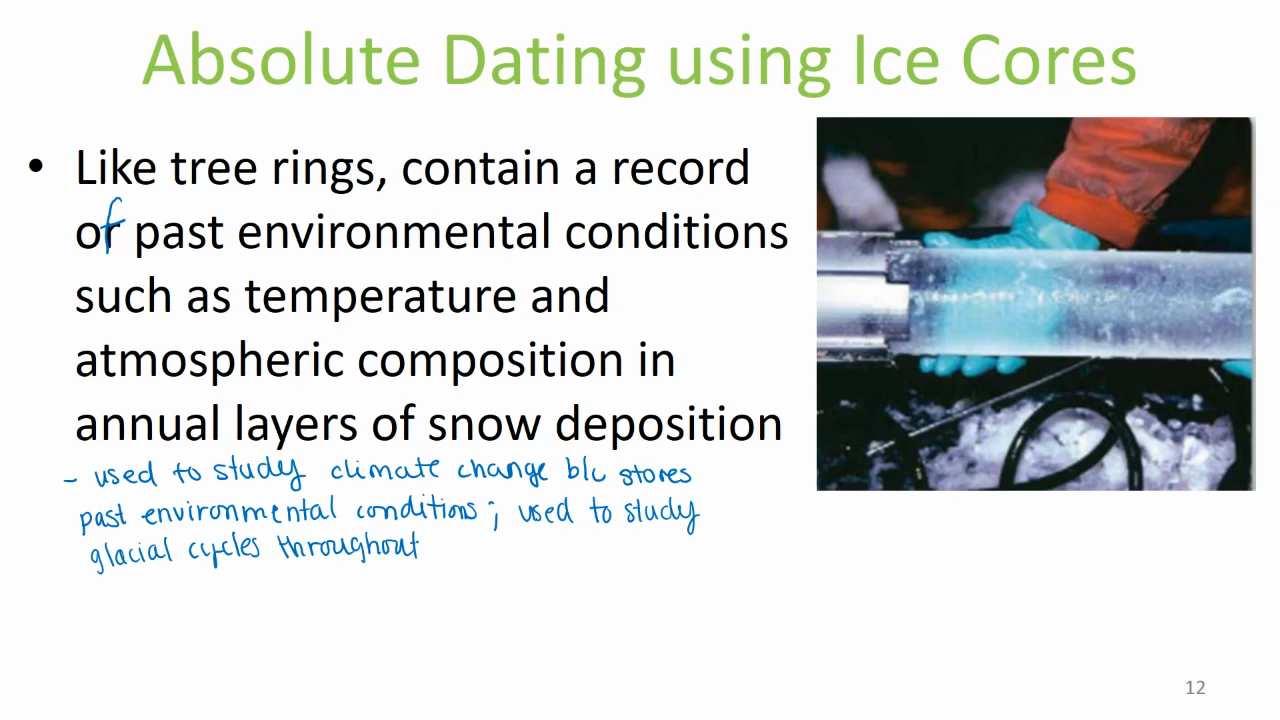 Absolute Dating using Ice Cores
• Like tree rings, contain a record
of past environmental conditions
such as temperature and
atmospheric composition in
annual layers of snow deposition
- used to study climate change b/c stores
past environmental conditions; used to study
glacial cycles throughout
12